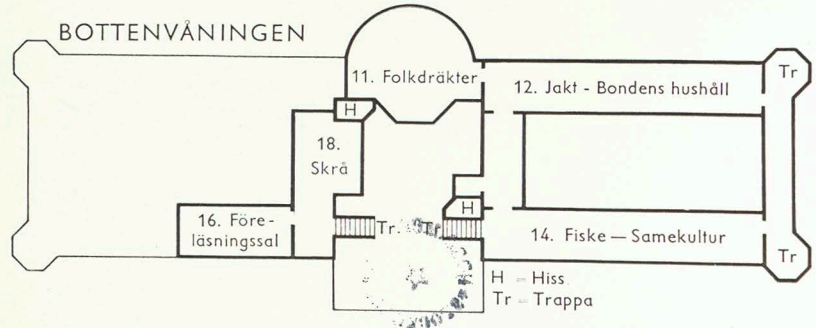 BOTTENVÅNINGEN
11. Folkdräkter
Tr
12. Jakt - Bondens hushåll
H
18.
Skrå
H
16. Före-
läsningssal
Tr. Tr.
14. Fiske — Samekultur
Tr
H = Hiss
Tr = Trappa